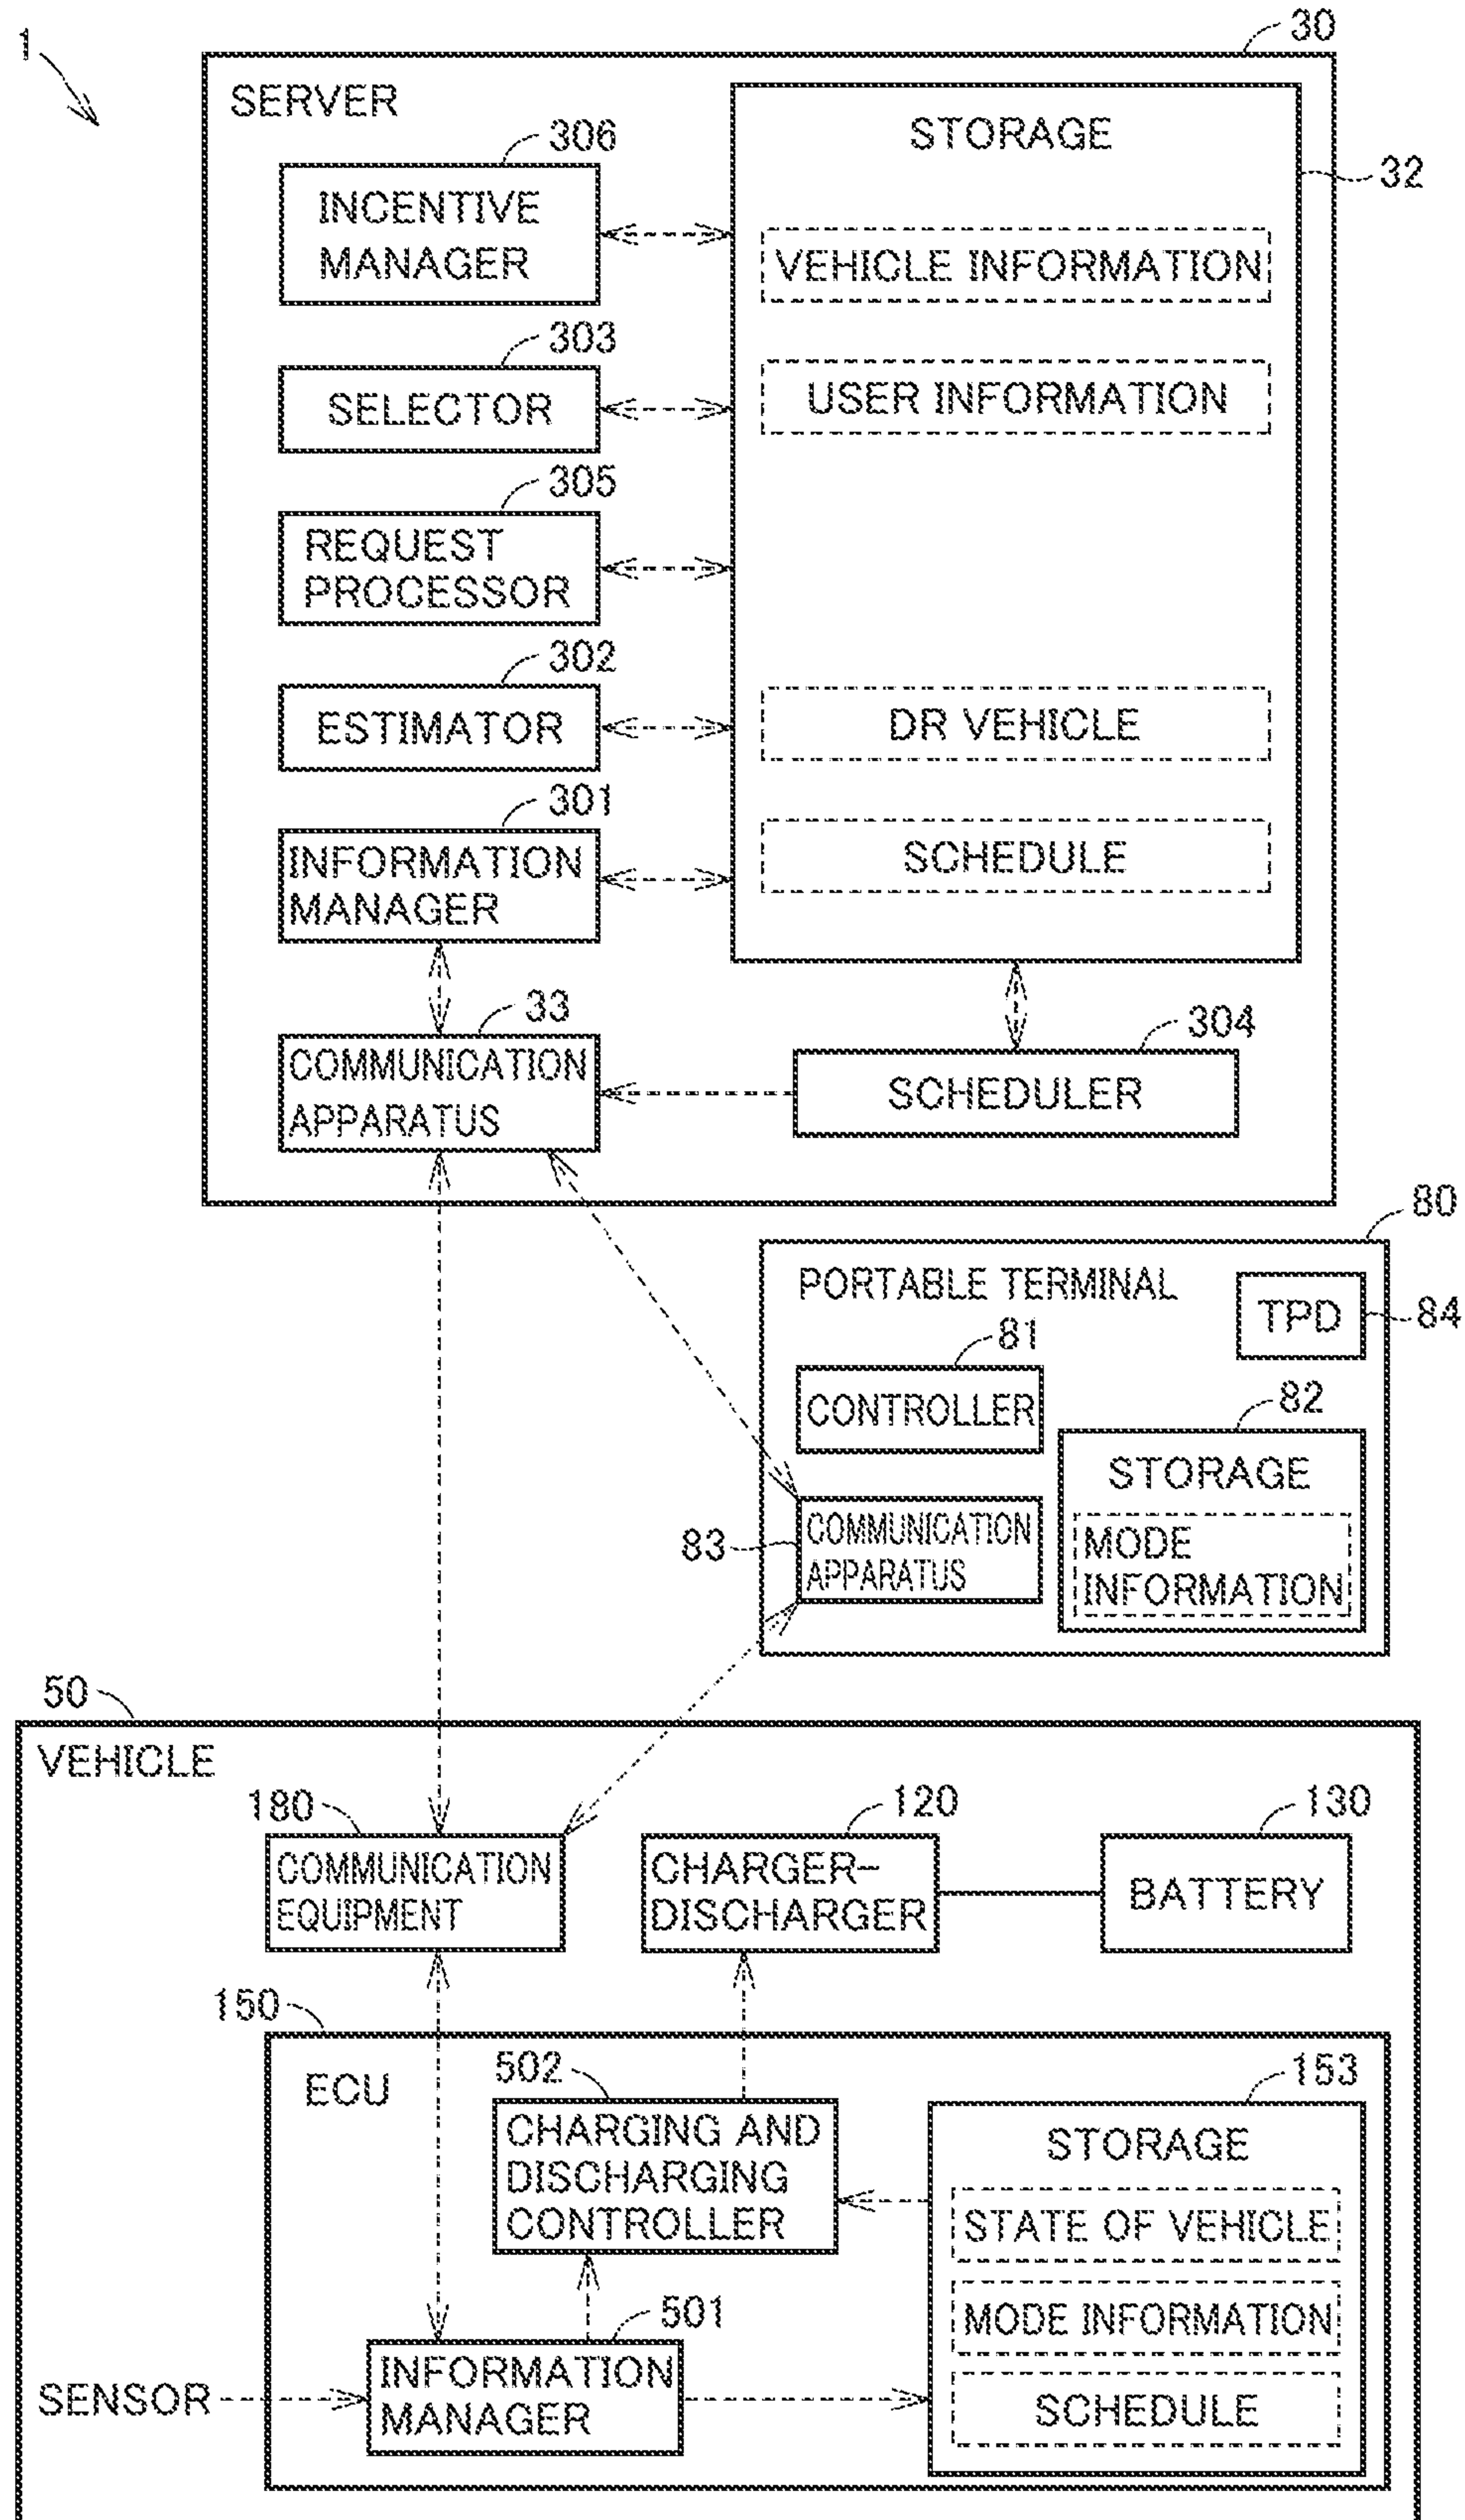 1
30
SERVER
STORAGE
32
306
INCENTIVE
MANAGER
VEHICLE INFORMATION
303
SELECTOR
USER INFORMATION
305
REQUEST
PROCESSOR
302
ESTIMATOR
DR VEHICLE
301
INFORMATION
MANAGER
SCHEDULE
33
COMMUNICATION
APPARATUS
304
SCHEDULER
80
PORTABLE TERMINAL
TPD
84
81
CONTROLLER
82
STORAGE
MODE
INFORMATION
83
COMMUNICATION
APPARATUS
50
VEHICLE
180
COMMUNICATION
EQUIPMENT
120
CHARGER-
DISCHARGER
130
BATTERY
150
ECU
502
CHARGING AND
DISCHARGING
CONTROLLER
153
STORAGE
STATE OF VEHICLE
MODE INFORMATION
SCHEDULE
501
INFORMATION
MANAGER
SENSOR